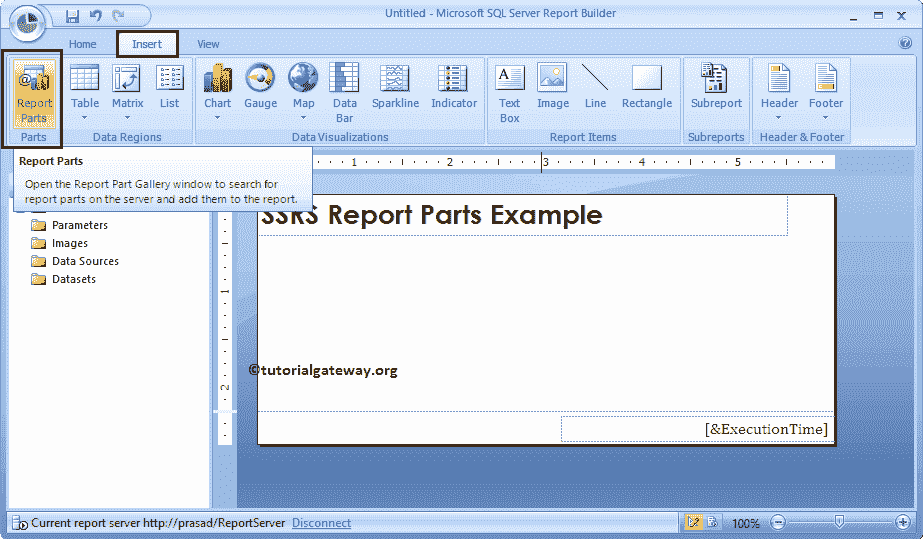 Untitled - Microsoft SQL Server Report Builder
Home Insert View
Report Parts
Table
Matrix
List
Chart
Gauge
Map
Data Bar
Sparkline
Indicator
Text Box
Image
Line
Rectangle
Subreport
Header
Footer
Parts
Data Regions
Data Visualizations
Report Items
Subreports
Header & Footer
Report Parts
Open the Report Part Gallery window to search for
report parts on the server and add them to the report.
1 2 3 4 5
Parameters
Images
Data Sources
Datasets
1
2
SSRS Report Parts Example
©tutorialgateway.org
[&ExecutionTime]
Current report server http://prasad/ReportServer Disconnect
100%